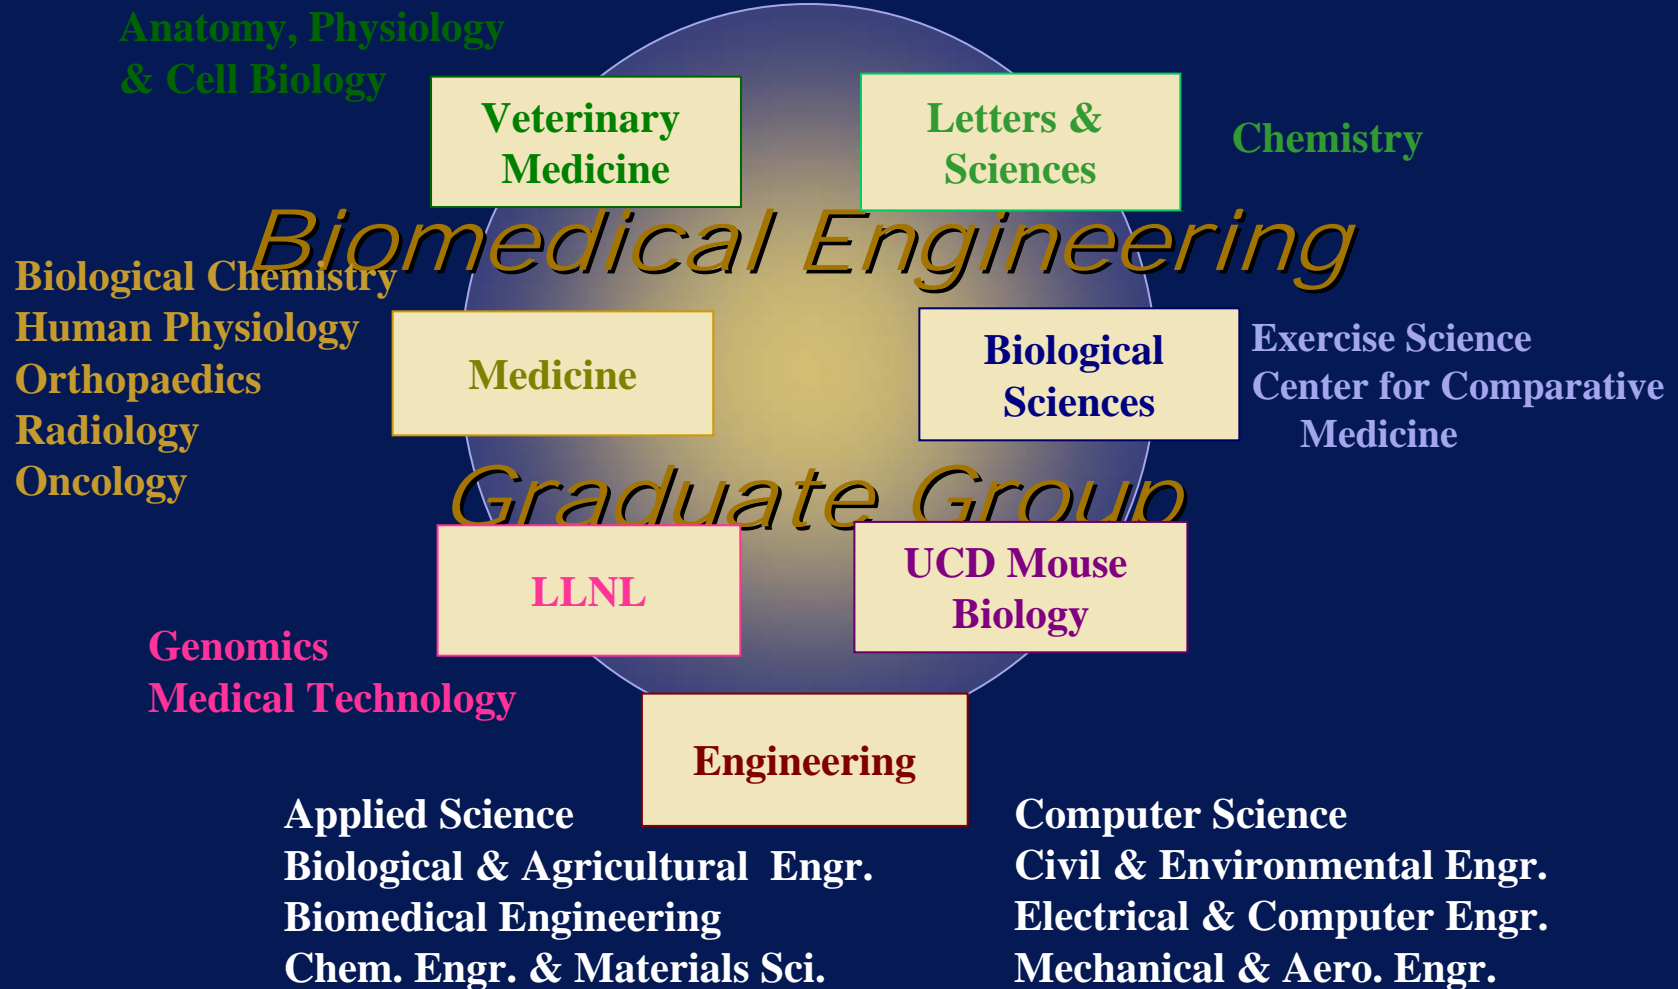 Anatomy, Physiology
& Cell Biology
Veterinary
Medicine
Letters &
Sciences
Chemistry
Biomedical Engineering
Biological Chemistry
Human Physiology
Orthopaedics
Radiology
Oncology
Medicine
Biological
Sciences
Exercise Science
Center for Comparative
Medicine
Graduate Group
LLNL
UCD Mouse
Biology
Genomics
Medical Technology
Engineering
Applied Science
Biological & Agricultural  Engr.
Biomedical Engineering
Chem. Engr. & Materials Sci.
Computer Science
Civil & Environmental Engr.
Electrical & Computer Engr.
Mechanical & Aero. Engr.